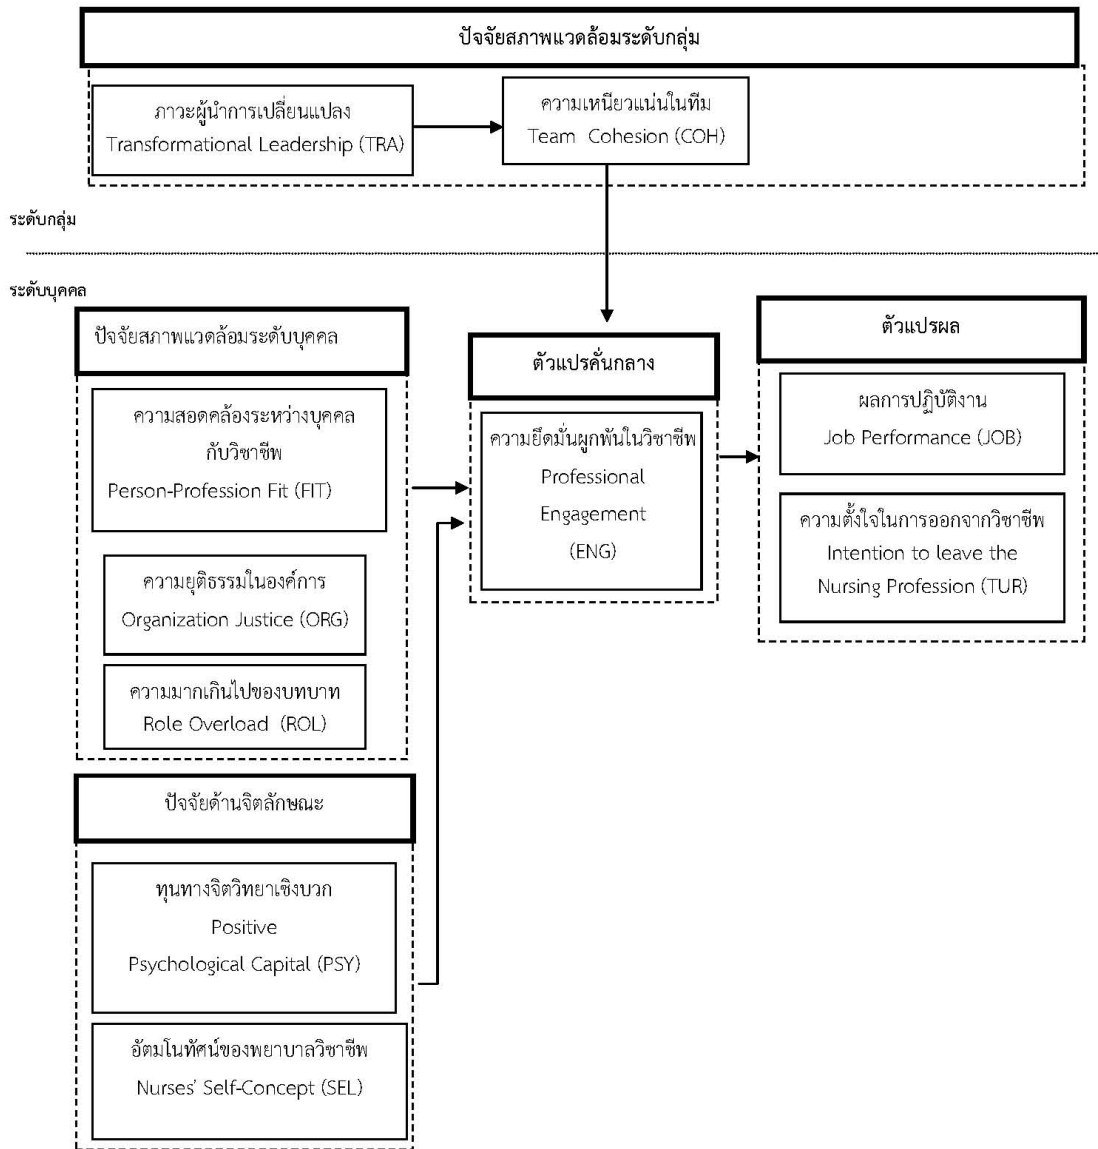 ปัจจัยสภาพแวดล้อมระดับกลุ่ม
ภาวะผู้นำการเปลี่ยนแปลง
Transformational Leadership (TRA)
ความเหนียวแน่นในทีม
Team Cohesion (COH)
ระดับกลุ่ม
ระดับบุคคล
ปัจจัยสภาพแวดล้อมระดับบุคคล
ความสอดคล้องระหว่างบุคคล
กับวิชาชีพ
Person-Profession Fit (FIT)
ความยุติธรรมในองค์การ
Organization Justice (ORG)
ความมากเกินไปของบทบาท
Role Overload (ROL)
ปัจจัยด้านจิตลักษณะ
ทุนทางจิตวิทยาเชิงบวก
Positive
Psychological Capital (PSY)
อัตมโนทัศน์ของพยาบาลวิชาชีพ
Nurses' Self-Concept (SEL)
ตัวแปรคั่นกลาง
ความยึดมั่นผูกพันในวิชาชีพ
Professional
Engagement
(ENG)
ตัวแปรผล
ผลการปฏิบัติงาน
Job Performance (JOB)
ความตั้งใจในการออกจากวิชาชีพ
Intention to leave the
Nursing Profession (TUR)